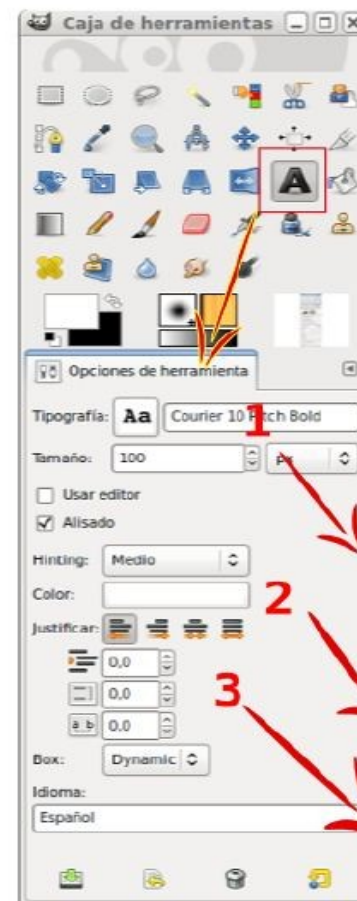 Caja de herramientas
A
Opciones de herramienta
Tipografía: Aa Courier 10 Pitch Bold
1
Tamaño: 100 px
Usar editor
Alisado
Hinting: Medio
Color:
2
Justificar:
0,0
0,0
3
a b 0,0
Box: Dynamic
Idioma:
Español